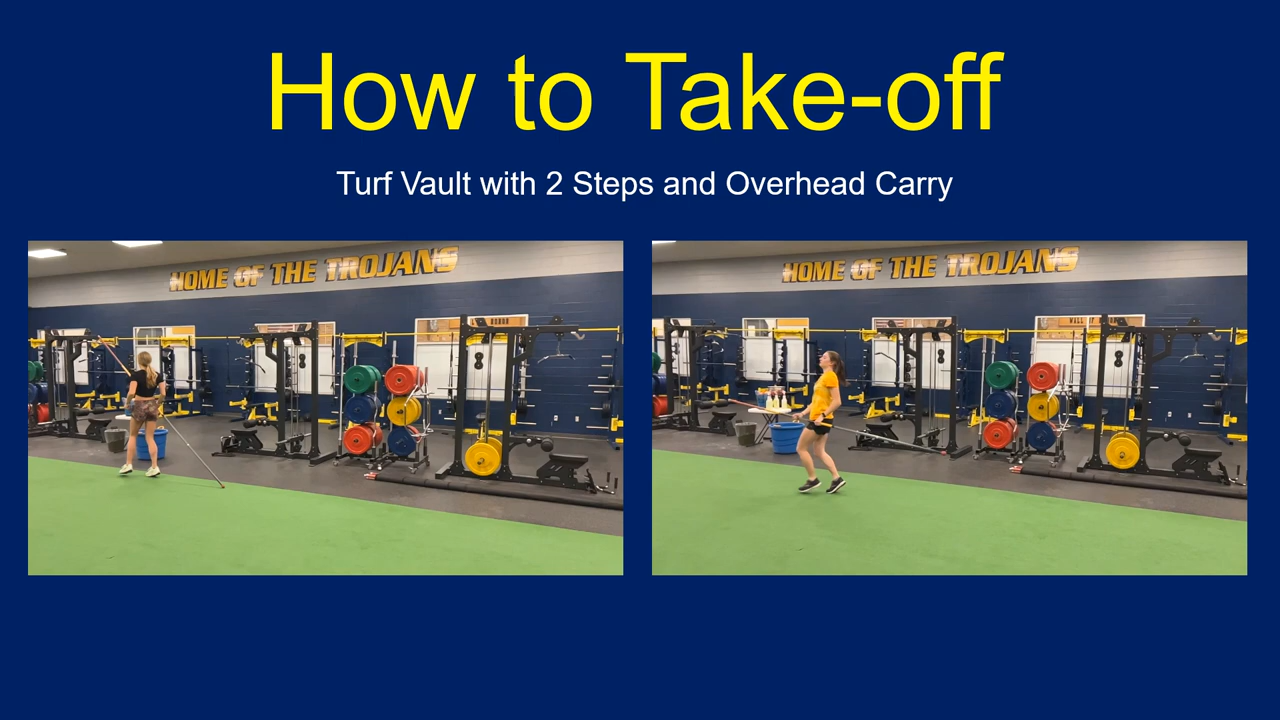 How to Take-off
Turf Vault with 2 Steps and Overhead Carry
HOME OF THE TROJANS
HOME OF THE TROJANS